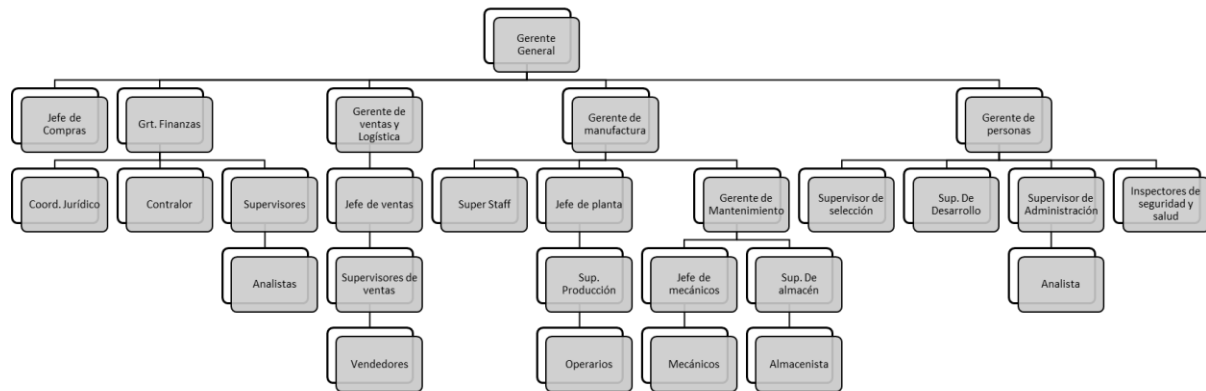 Gerente
General
Jefe de
Compras
Grt. Finanzas
Gerente de
ventas y
Logística
Gerente de
manufactura
Gerente de
personas
Coord. Jurídico
Contralor
Supervisores
Jefe de ventas
Super Staff
Jefe de planta
Gerente de
Mantenimiento
Supervisor de
selección
Sup. De
Desarrollo
Supervisor de
Administración
Inspectores de
seguridad y
salud
Analistas
Supervisores de
ventas
Sup.
Producción
Jefe de
mecánicos
Sup. De
almacén
Analista
Vendedores
Operarios
Mecánicos
Almacenista